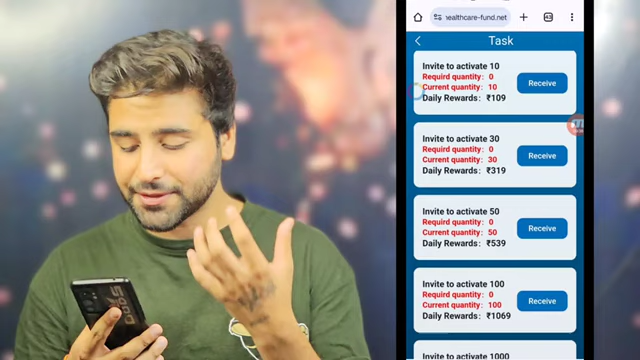 ealthcare-fund.net
43
Task
Invite to activate 10
Requird quantity: 0
Current quantity: 10
Daily Rewards: ₹109
Receive
Invite to activate 30
Requird quantity: 0
Current quantity: 30
Daily Rewards: ₹319
Receive
Invite to activate 50
Requird quantity: 0
Current quantity: 50
Daily Rewards: ₹539
Receive
Invite to activate 100
Requird quantity: 0
Current quantity: 100
Daily Rewards: ₹1069
Receive
Invite to activate 1000